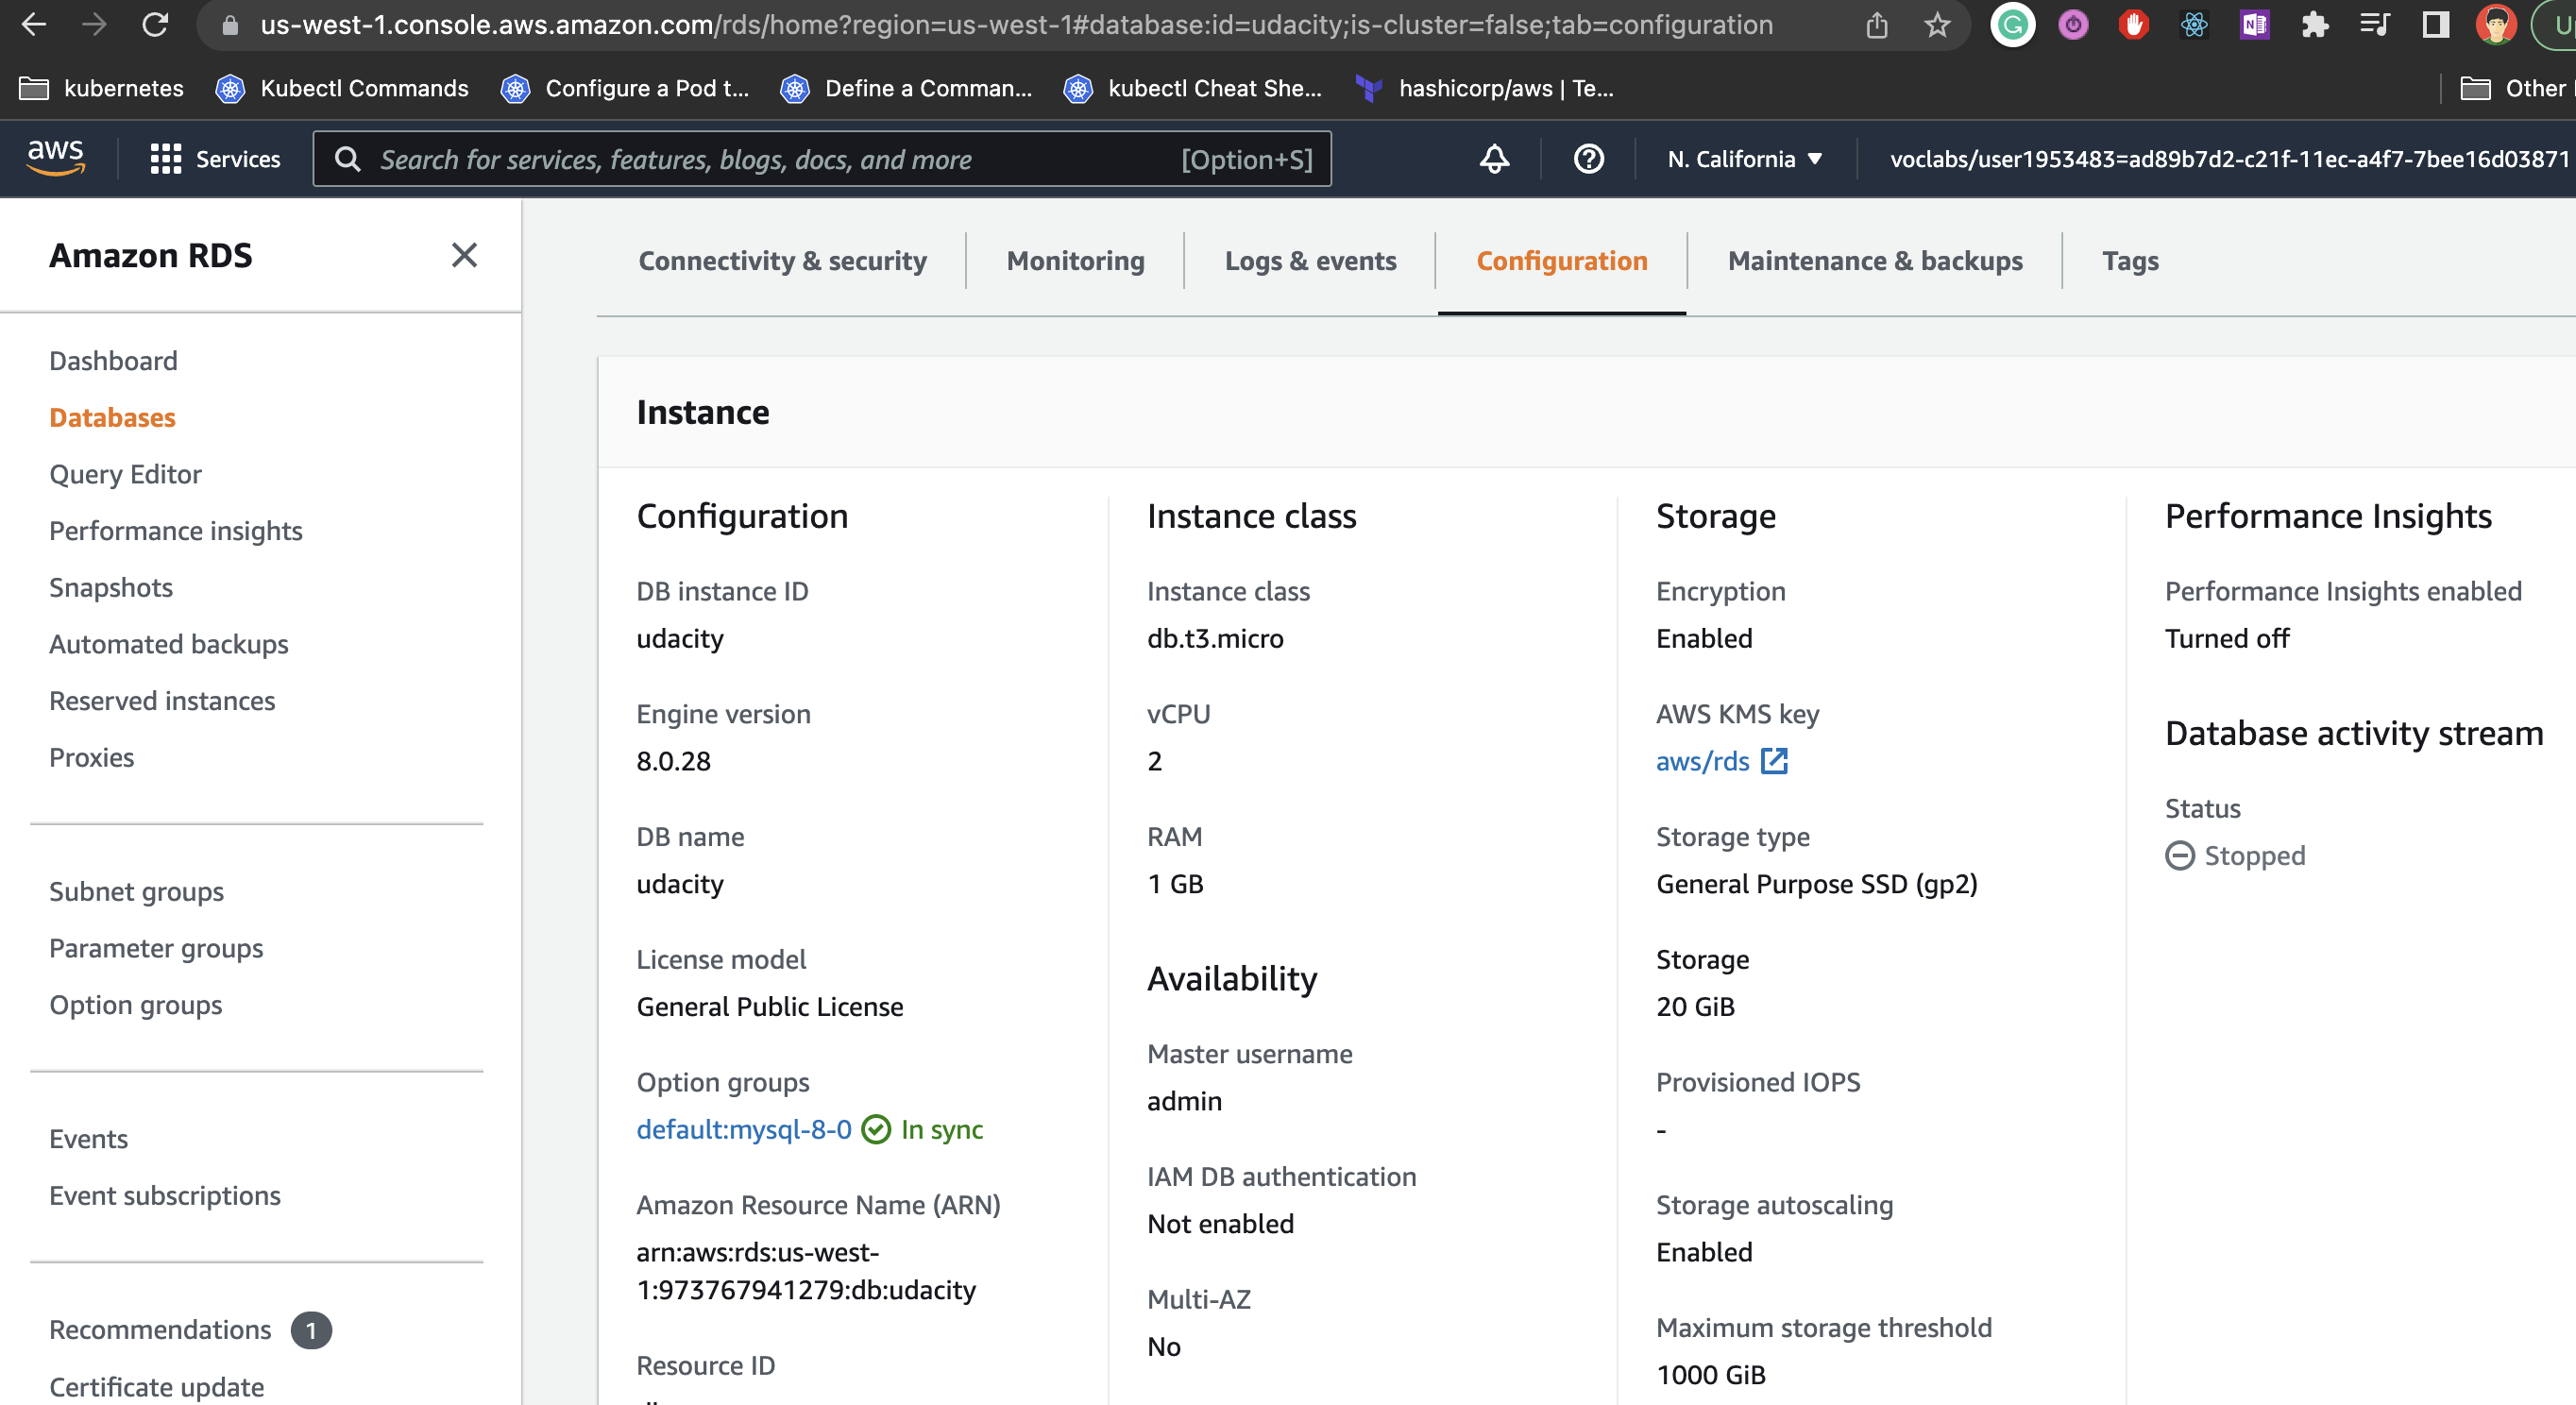 us-west-1.console.aws.amazon.com/rds/home?region=us-west-1#database:id=udacity;is-cluster=false;tab=configuration
kubernetes Kubectl Commands Configure a Pod t... Define a Comman... kubectl Cheat She... hashicorp/aws | Te... Other
aws Services Search for services, features, blogs, docs, and more [Option+S] N. California voclabs/user1953483=ad89b7d2-c21f-11ec-a4f7-7bee16d03871
Amazon RDS
Dashboard
Databases
Query Editor
Performance insights
Snapshots
Automated backups
Reserved instances
Proxies
Subnet groups
Parameter groups
Option groups
Events
Event subscriptions
Recommendations 1
Certificate update
Connectivity & security Monitoring Logs & events Configuration Maintenance & backups Tags
Instance
Configuration
DB instance ID
udacity
Engine version
8.0.28
DB name
udacity
License model
General Public License
Option groups
default:mysql-8-0 In sync
Amazon Resource Name (ARN)
arn:aws:rds:us-west-
1:973767941279:db:udacity
Resource ID
Instance class
Instance class
db.t3.micro
vCPU
2
RAM
1 GB
Availability
Master username
admin
IAM DB authentication
Not enabled
Multi-AZ
No
Storage
Encryption
Enabled
AWS KMS key
aws/rds
Storage type
General Purpose SSD (gp2)
Storage
20 GiB
Provisioned IOPS
-
Storage autoscaling
Enabled
Maximum storage threshold
1000 GiB
Performance Insights
Performance Insights enabled
Turned off
Database activity stream
Status
Stopped